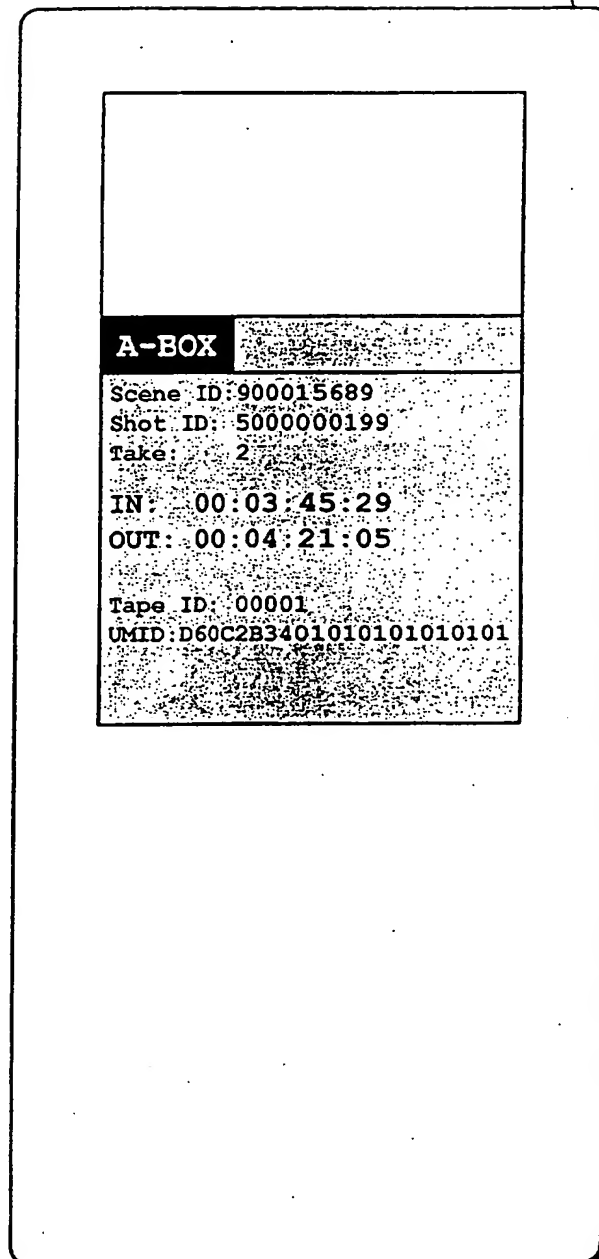 A-BOX
Scene ID:900015689
Shot ID: 5000000199
Take: 2
IN: 00:03:45:29
OUT: 00:04:21:05
Tape ID: 00001
UMID:D60C2B3401010101010101